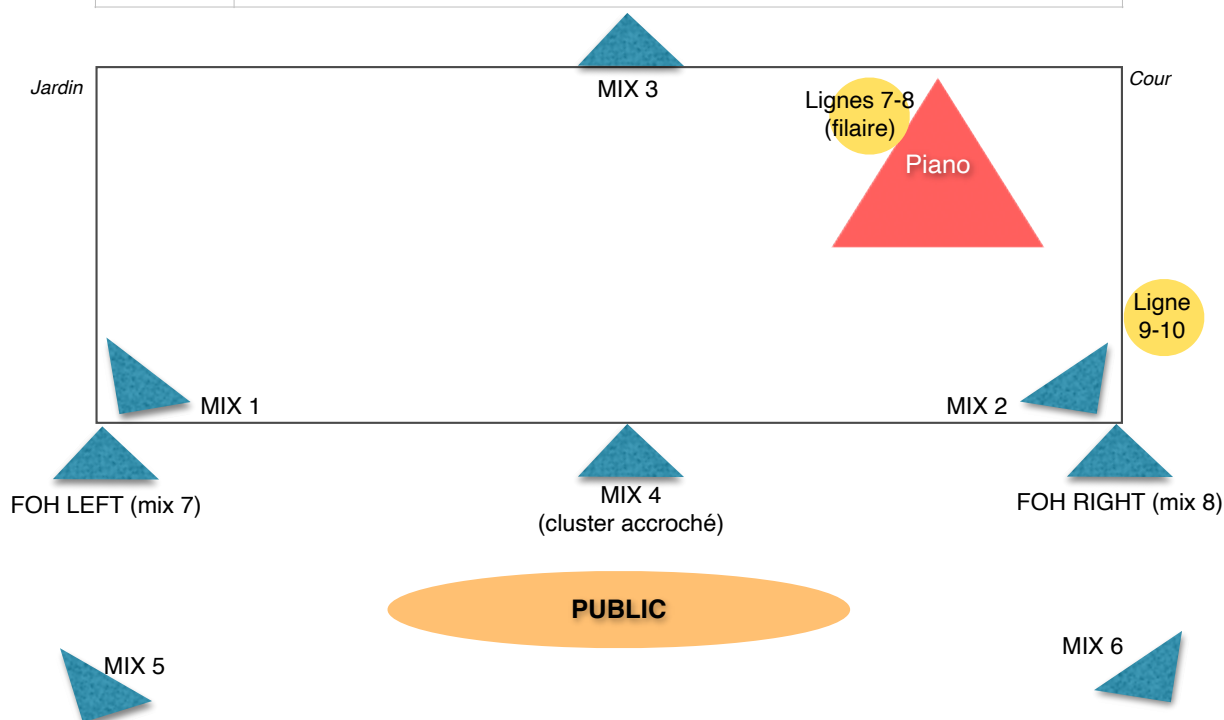 Jardin
MIX 3
Cour
Lignes 7-8
(filaire)
Piano
Ligne
9-10
MIX 1
MIX 2
FOH LEFT (mix 7)
MIX 4
(cluster accroché)
FOH RIGHT (mix 8)
PUBLIC
MIX 5
MIX 6